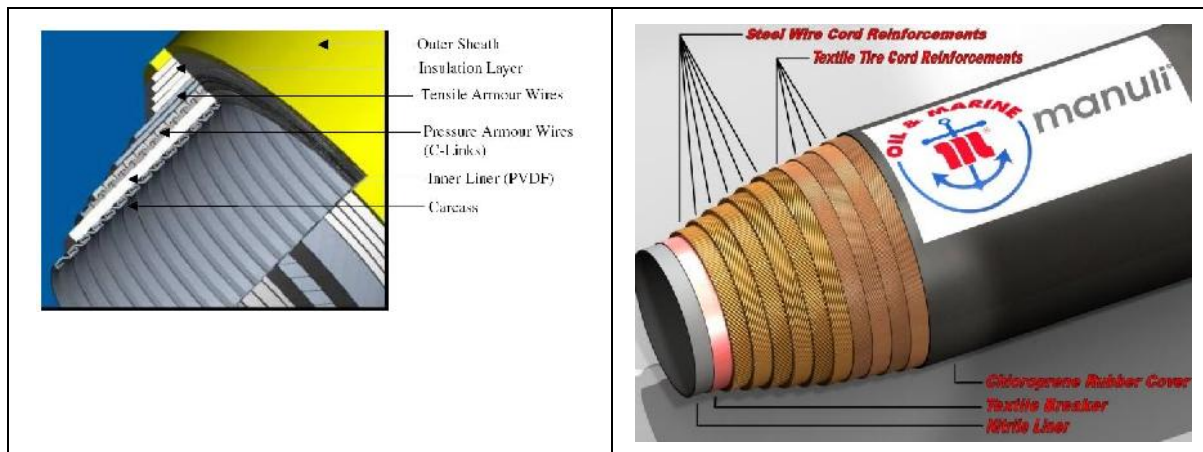 Outer Sheath
Insulation Layer
Tensile Armour Wires
Pressure Armour Wires
(C-Links)
Inner Liner (PVDF)
Carcass
Steel Wire Cord Reinforcements
Textile Tire Cord Reinforcements
OIL & MARINE
manuli
Chloroprene Rubber Cover
Textile Breaker
Nitrile Liner